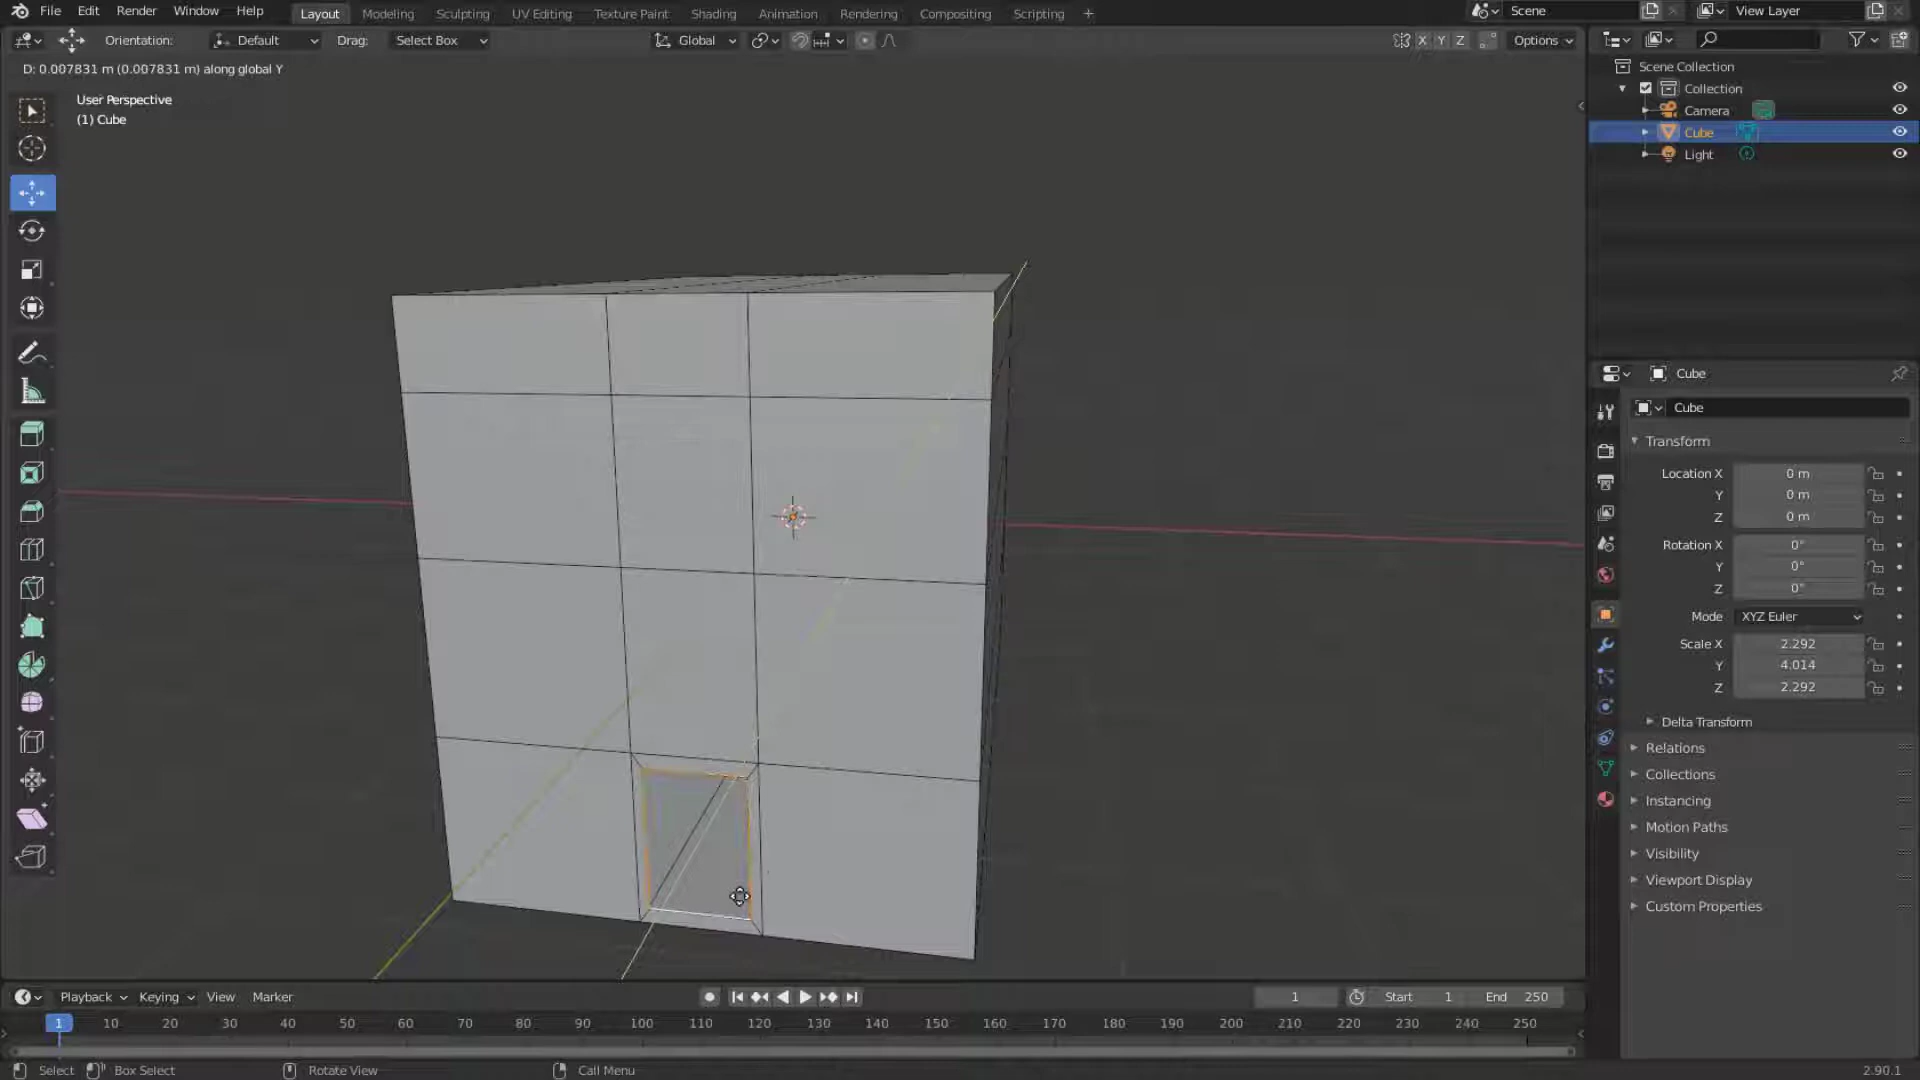 File Edit Render Window Help Layout Modeling Sculpting UV Editing Texture Paint Shading Animation Rendering Compositing Scripting + Scene View Layer
Orientation: Default Drag: Select Box Global X Y Z Options
D: 0.007831 m (0.007831 m) along global Y
User Perspective
(1) Cube
Scene Collection
Collection
Camera
Cube
Light
Cube
Cube
Transform
Location X 0 m
Y 0 m
Z 0 m
Rotation X 0°
Y 0°
Z 0°
Mode XYZ Euler
Scale X 2.292
Y 4.014
Z 2.292
Delta Transform
Relations
Collections
Instancing
Motion Paths
Visibility
Viewport Display
Custom Properties
Playback Keying View Marker 1 Start 1 End 250
1 10 20 30 40 50 60 70 80 90 100 110 120 130 140 150 160 170 180 190 200 210 220 230 240 250
Select Box Select Rotate View Call Menu 2.90.1